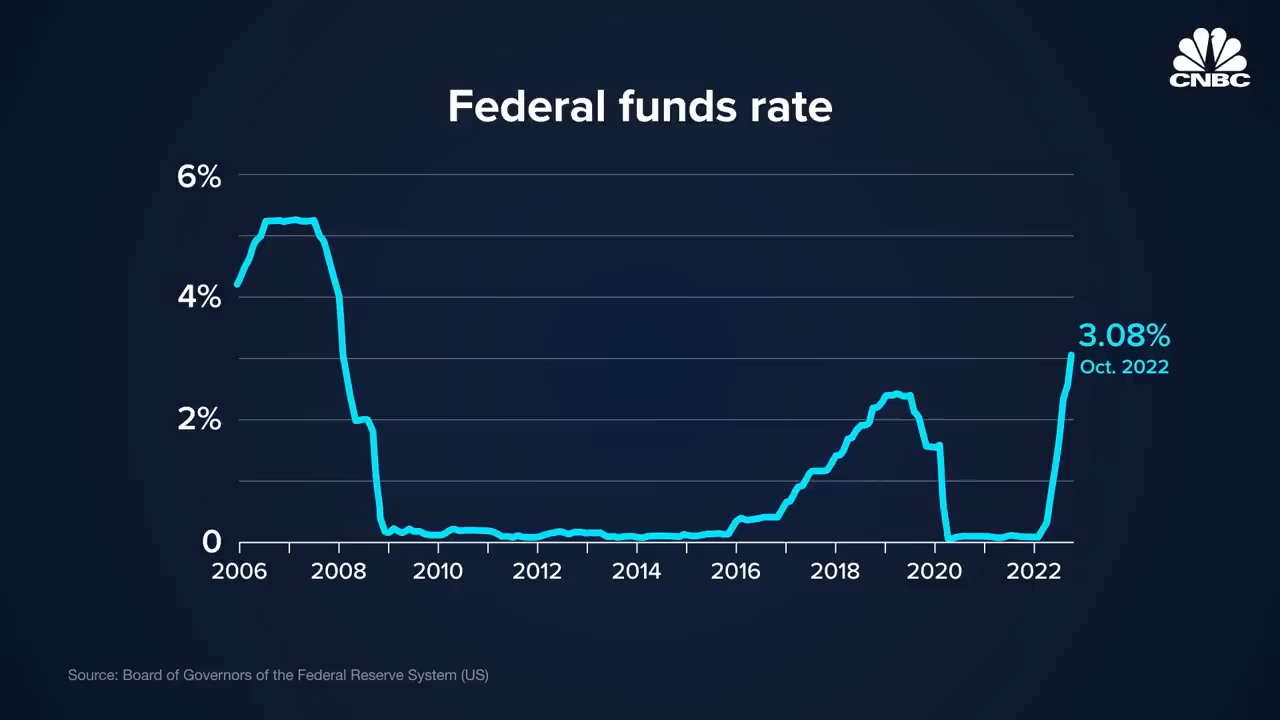 CNBC
Federal funds rate
6%
4%
3.08%
Oct. 2022
2%
0
2006 2008 2010 2012 2014 2016 2018 2020 2022
Source: Board of Governors of the Federal Reserve System (US)